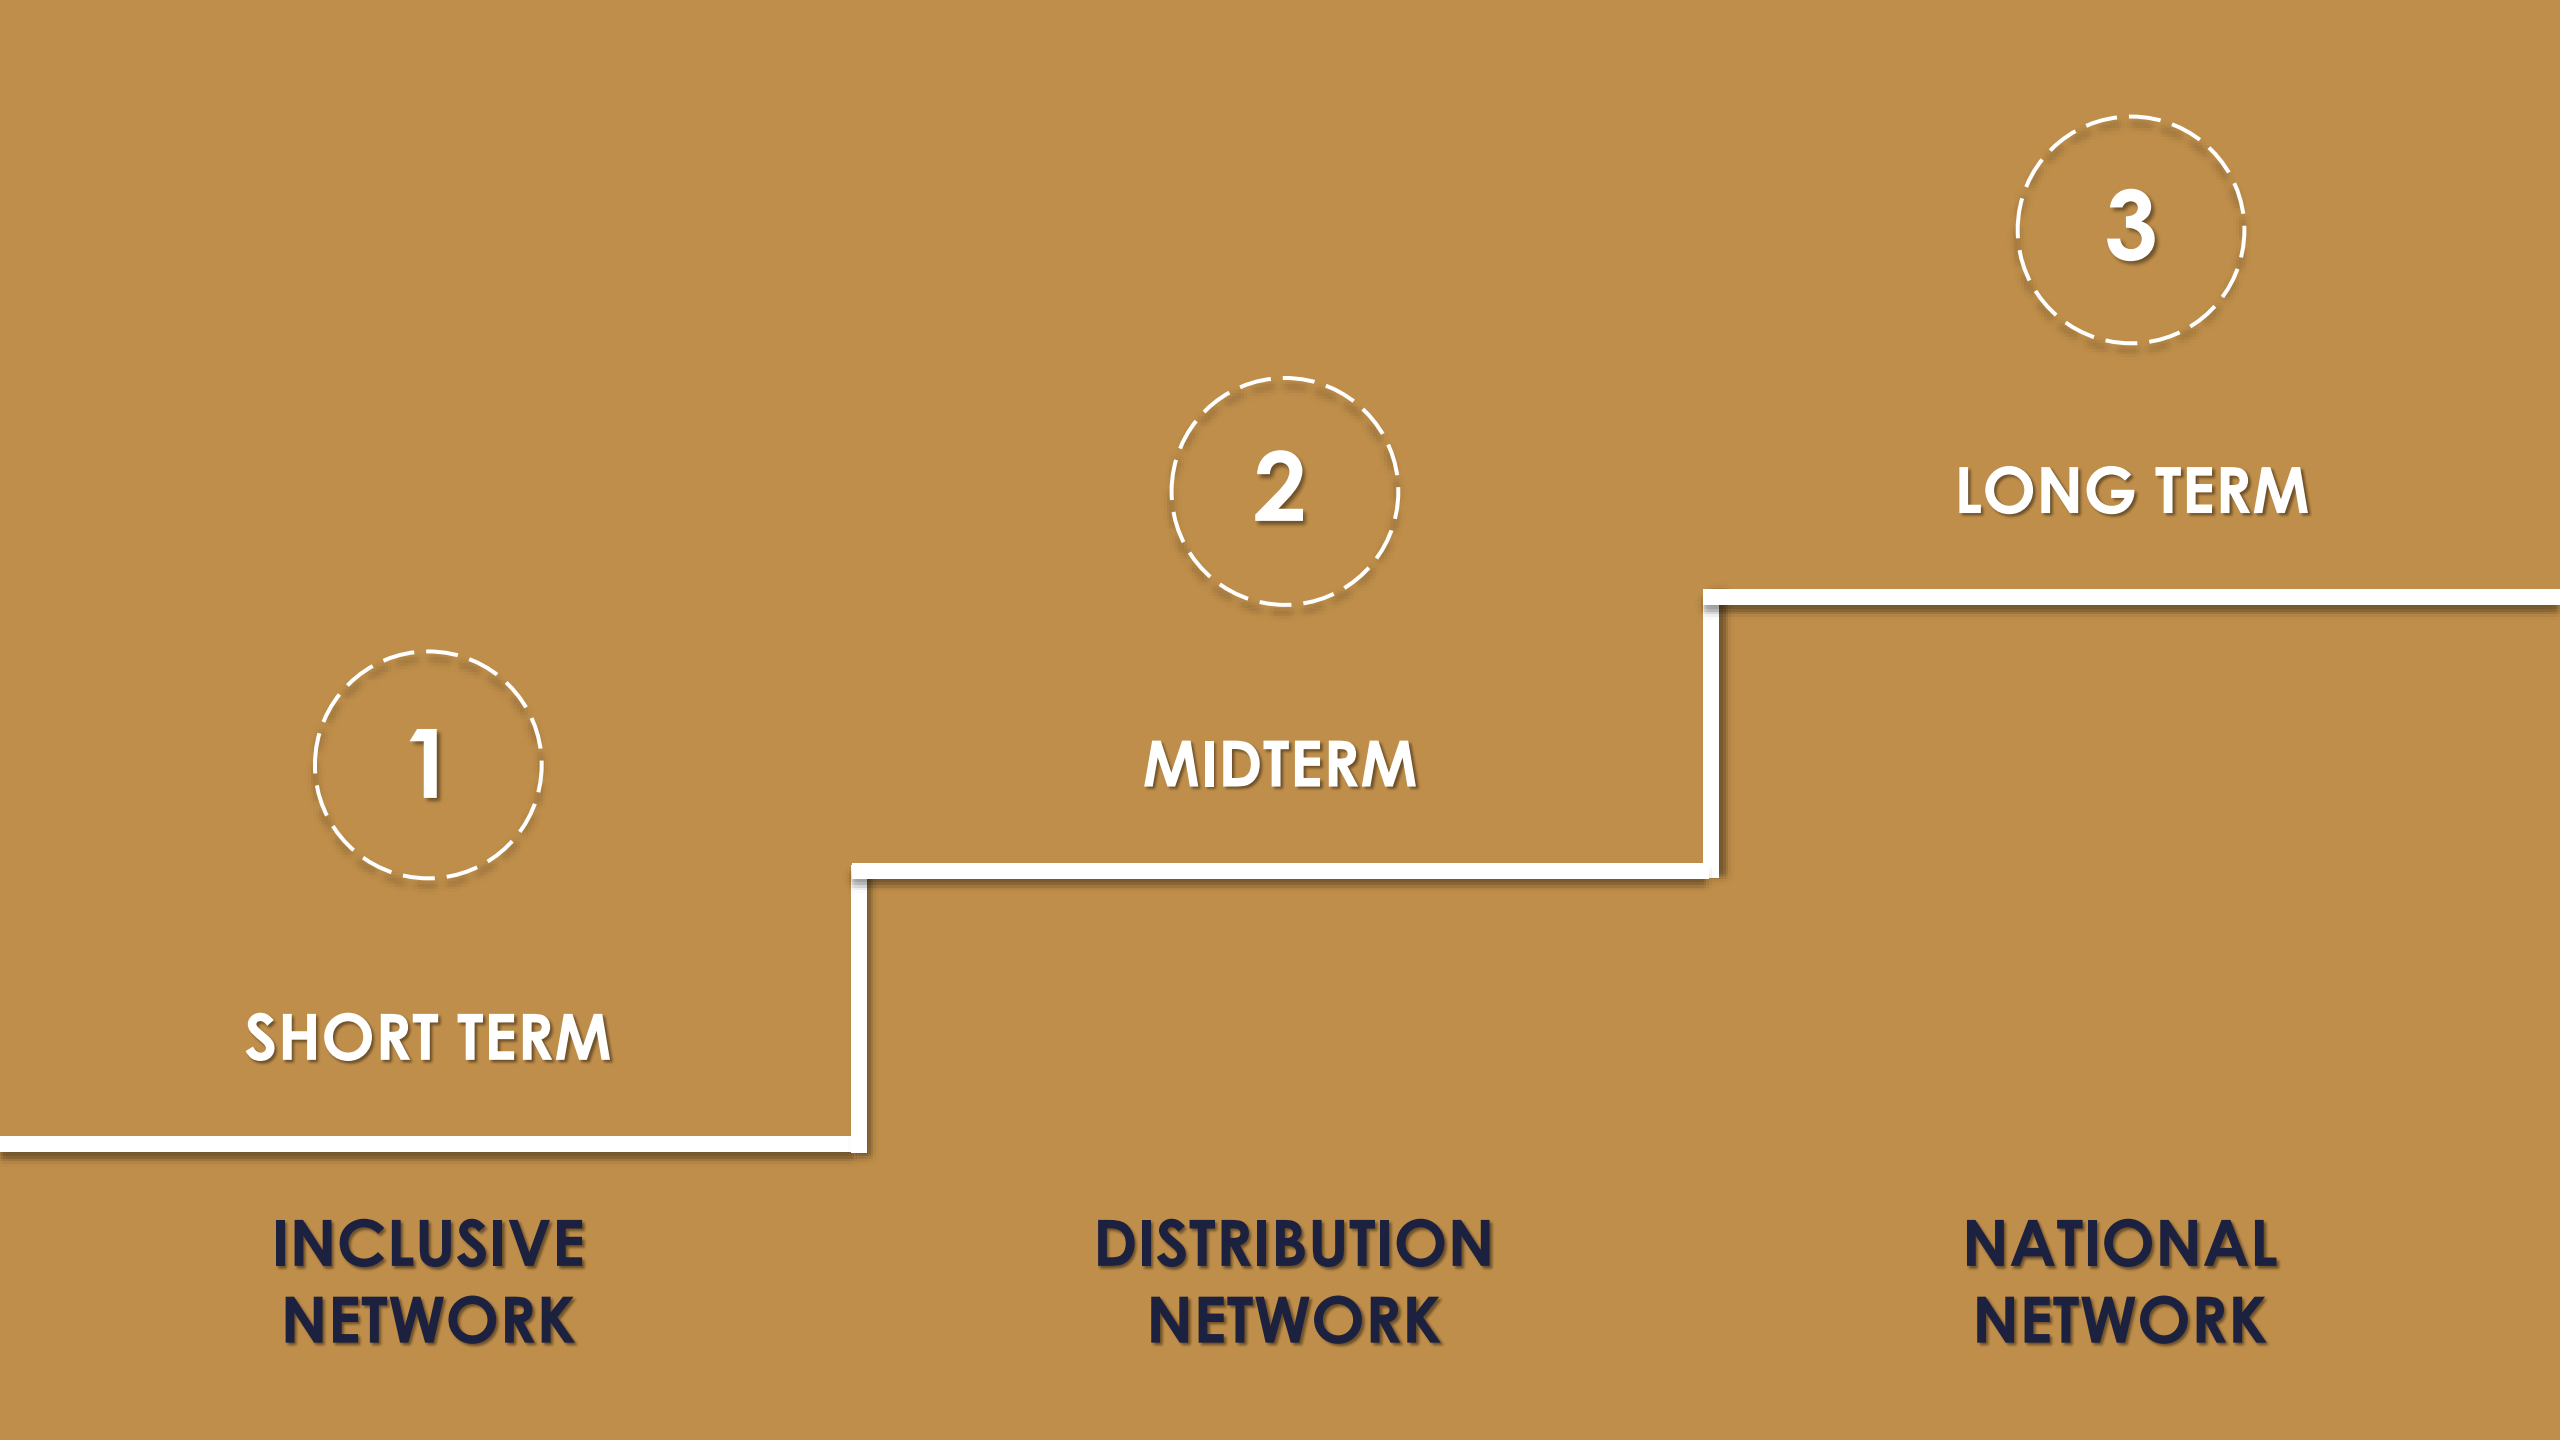 1
SHORT TERM
INCLUSIVE
NETWORK
2
MIDTERM
DISTRIBUTION
NETWORK
3
LONG TERM
NATIONAL
NETWORK